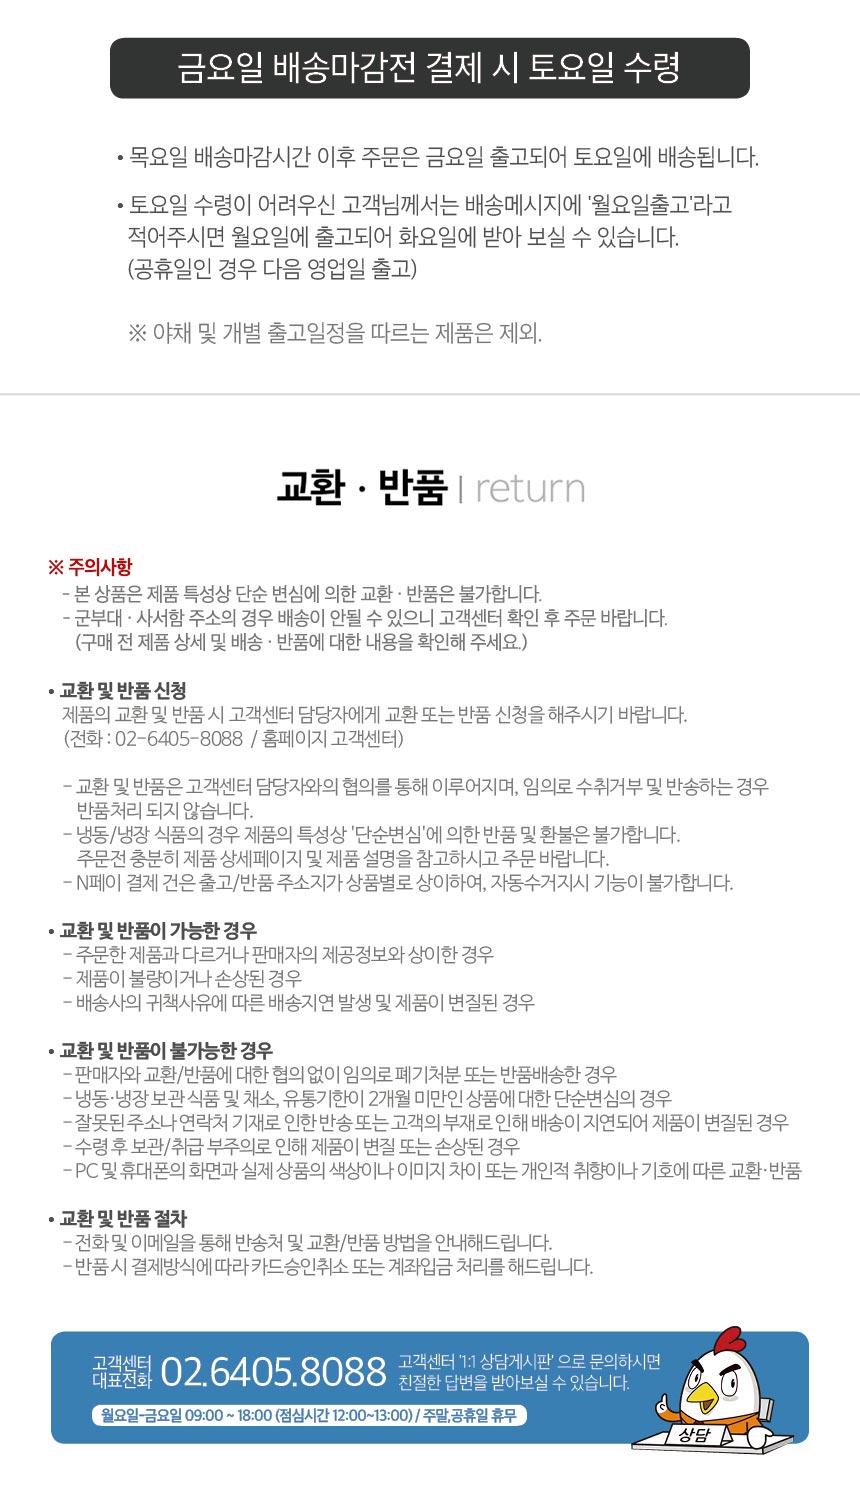 금요일 배송마감전 결제 시 토요일 수령
• 목요일 배송마감시간 이후 주문은 금요일 출고되어 토요일에 배송됩니다.
• 토요일 수령이 어려우신 고객님께서는 배송메시지에 '월요일출고'라고
적어주시면 월요일에 출고되어 화요일에 받아 보실 수 있습니다.
(공휴일인 경우 다음 영업일 출고)
※ 야채 및 개별 출고일정을 따르는 제품은 제외.
교환 · 반품 | return
※ 주의사항
- 본 상품은 제품 특성상 단순 변심에 의한 교환 · 반품은 불가합니다.
- 군부대 · 사서함 주소의 경우 배송이 안될 수 있으니 고객센터 확인 후 주문 바랍니다.
(구매 전 제품 상세 및 배송 · 반품에 대한 내용을 확인해 주세요.)
• 교환 및 반품 신청
제품의 교환 및 반품 시 고객센터 담당자에게 교환 또는 반품 신청을 해주시기 바랍니다.
(전화 : 02-6405-8088 / 홈페이지 고객센터)
- 교환 및 반품은 고객센터 담당자와의 협의를 통해 이루어지며, 임의로 수취거부 및 반송하는 경우
반품처리 되지 않습니다.
- 냉동/냉장 식품의 경우 제품의 특성상 '단순변심'에 의한 반품 및 환불은 불가합니다.
주문전 충분히 제품 상세페이지 및 제품 설명을 참고하시고 주문 바랍니다.
- N페이 결제 건은 출고/반품 주소지가 상품별로 상이하여, 자동수거지시 기능이 불가합니다.
• 교환 및 반품이 가능한 경우
- 주문한 제품과 다르거나 판매자의 제공정보와 상이한 경우
- 제품이 불량이거나 손상된 경우
- 배송사의 귀책사유에 따른 배송지연 발생 및 제품이 변질된 경우
• 교환 및 반품이 불가능한 경우
- 판매자와 교환/반품에 대한 협의 없이 임의로 폐기처분 또는 반품배송한 경우
- 냉동·냉장 보관 식품 및 채소, 유통기한이 2개월 미만인 상품에 대한 단순변심의 경우
- 잘못된 주소나 연락처 기재로 인한 반송 또는 고객의 부재로 인해 배송이 지연되어 제품이 변질된 경우
- 수령 후 보관/취급 부주의로 인해 제품이 변질 또는 손상된 경우
- PC 및 휴대폰의 화면과 실제 상품의 색상이나 이미지 차이 또는 개인적 취향이나 기호에 따른 교환·반품
• 교환 및 반품 절차
- 전화 및 이메일을 통해 반송처 및 교환/반품 방법을 안내해드립니다.
- 반품 시 결제방식에 따라 카드승인취소 또는 계좌입금 처리를 해드립니다.
고객센터
대표전화
02.6405.8088
고객센터 '1:1 상담게시판' 으로 문의하시면
친절한 답변을 받아보실 수 있습니다.
월요일-금요일 09:00 ~ 18:00 (점심시간 12:00~13:00) / 주말,공휴일 휴무
상담